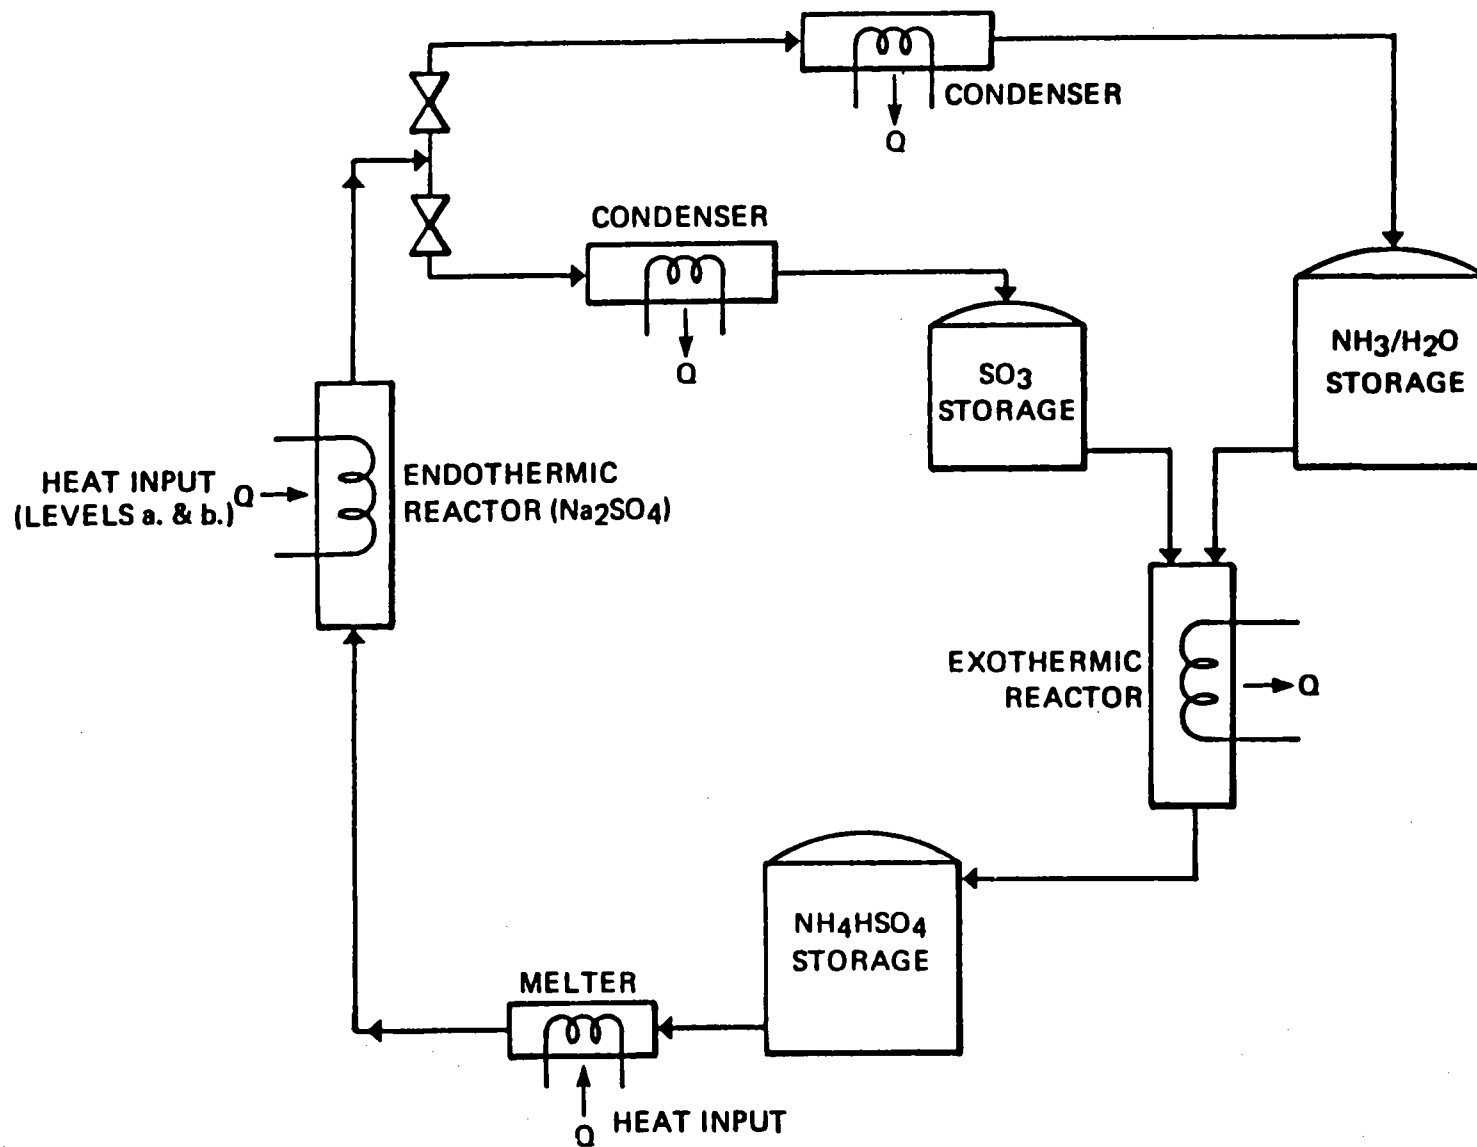 CONDENSER
Q
CONDENSER
Q
NH3/H2O
STORAGE
SO3
STORAGE
HEAT INPUT
(LEVELS a. & b.)
Q
ENDOTHERMIC
REACTOR (Na2SO4)
EXOTHERMIC
REACTOR
Q
NH4HSO4
STORAGE
MELTER
Q
HEAT INPUT